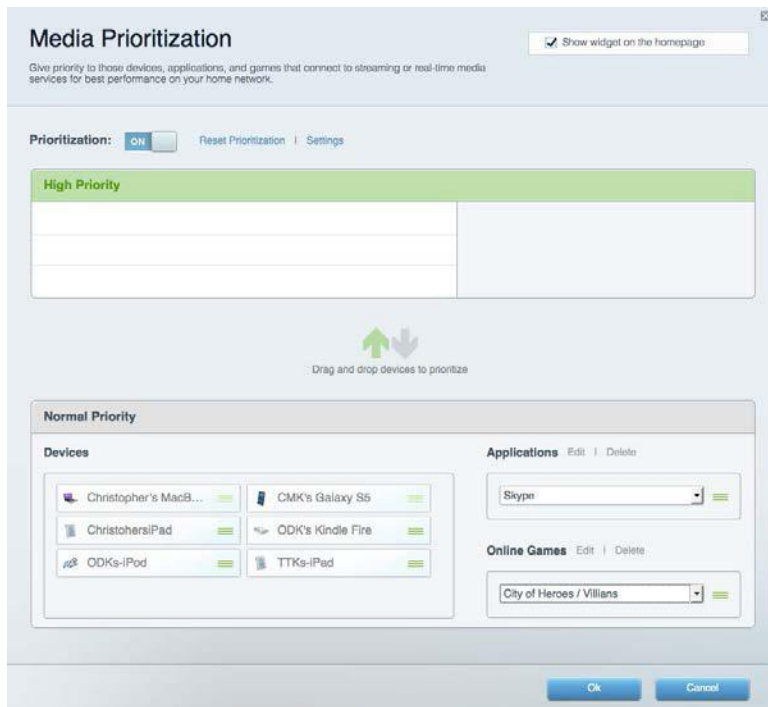 Media Prioritization
Show widget on the homepage
Give priority to those devices, applications, and games that connect to streaming or real-time media
services for best performance on your home network.
Prioritization: ON Reset Prioritization | Settings
High Priority
Drag and drop devices to prioritize
Normal Priority
Devices
Christopher's MacB... CMK's Galaxy S5
ChristohersiPad ODK's Kindle Fire
ODKs-iPod TTKs-iPad
Applications Edit | Delete
Skype
Online Games Edit | Delete
City of Heroes / Villians
Ok Cancel